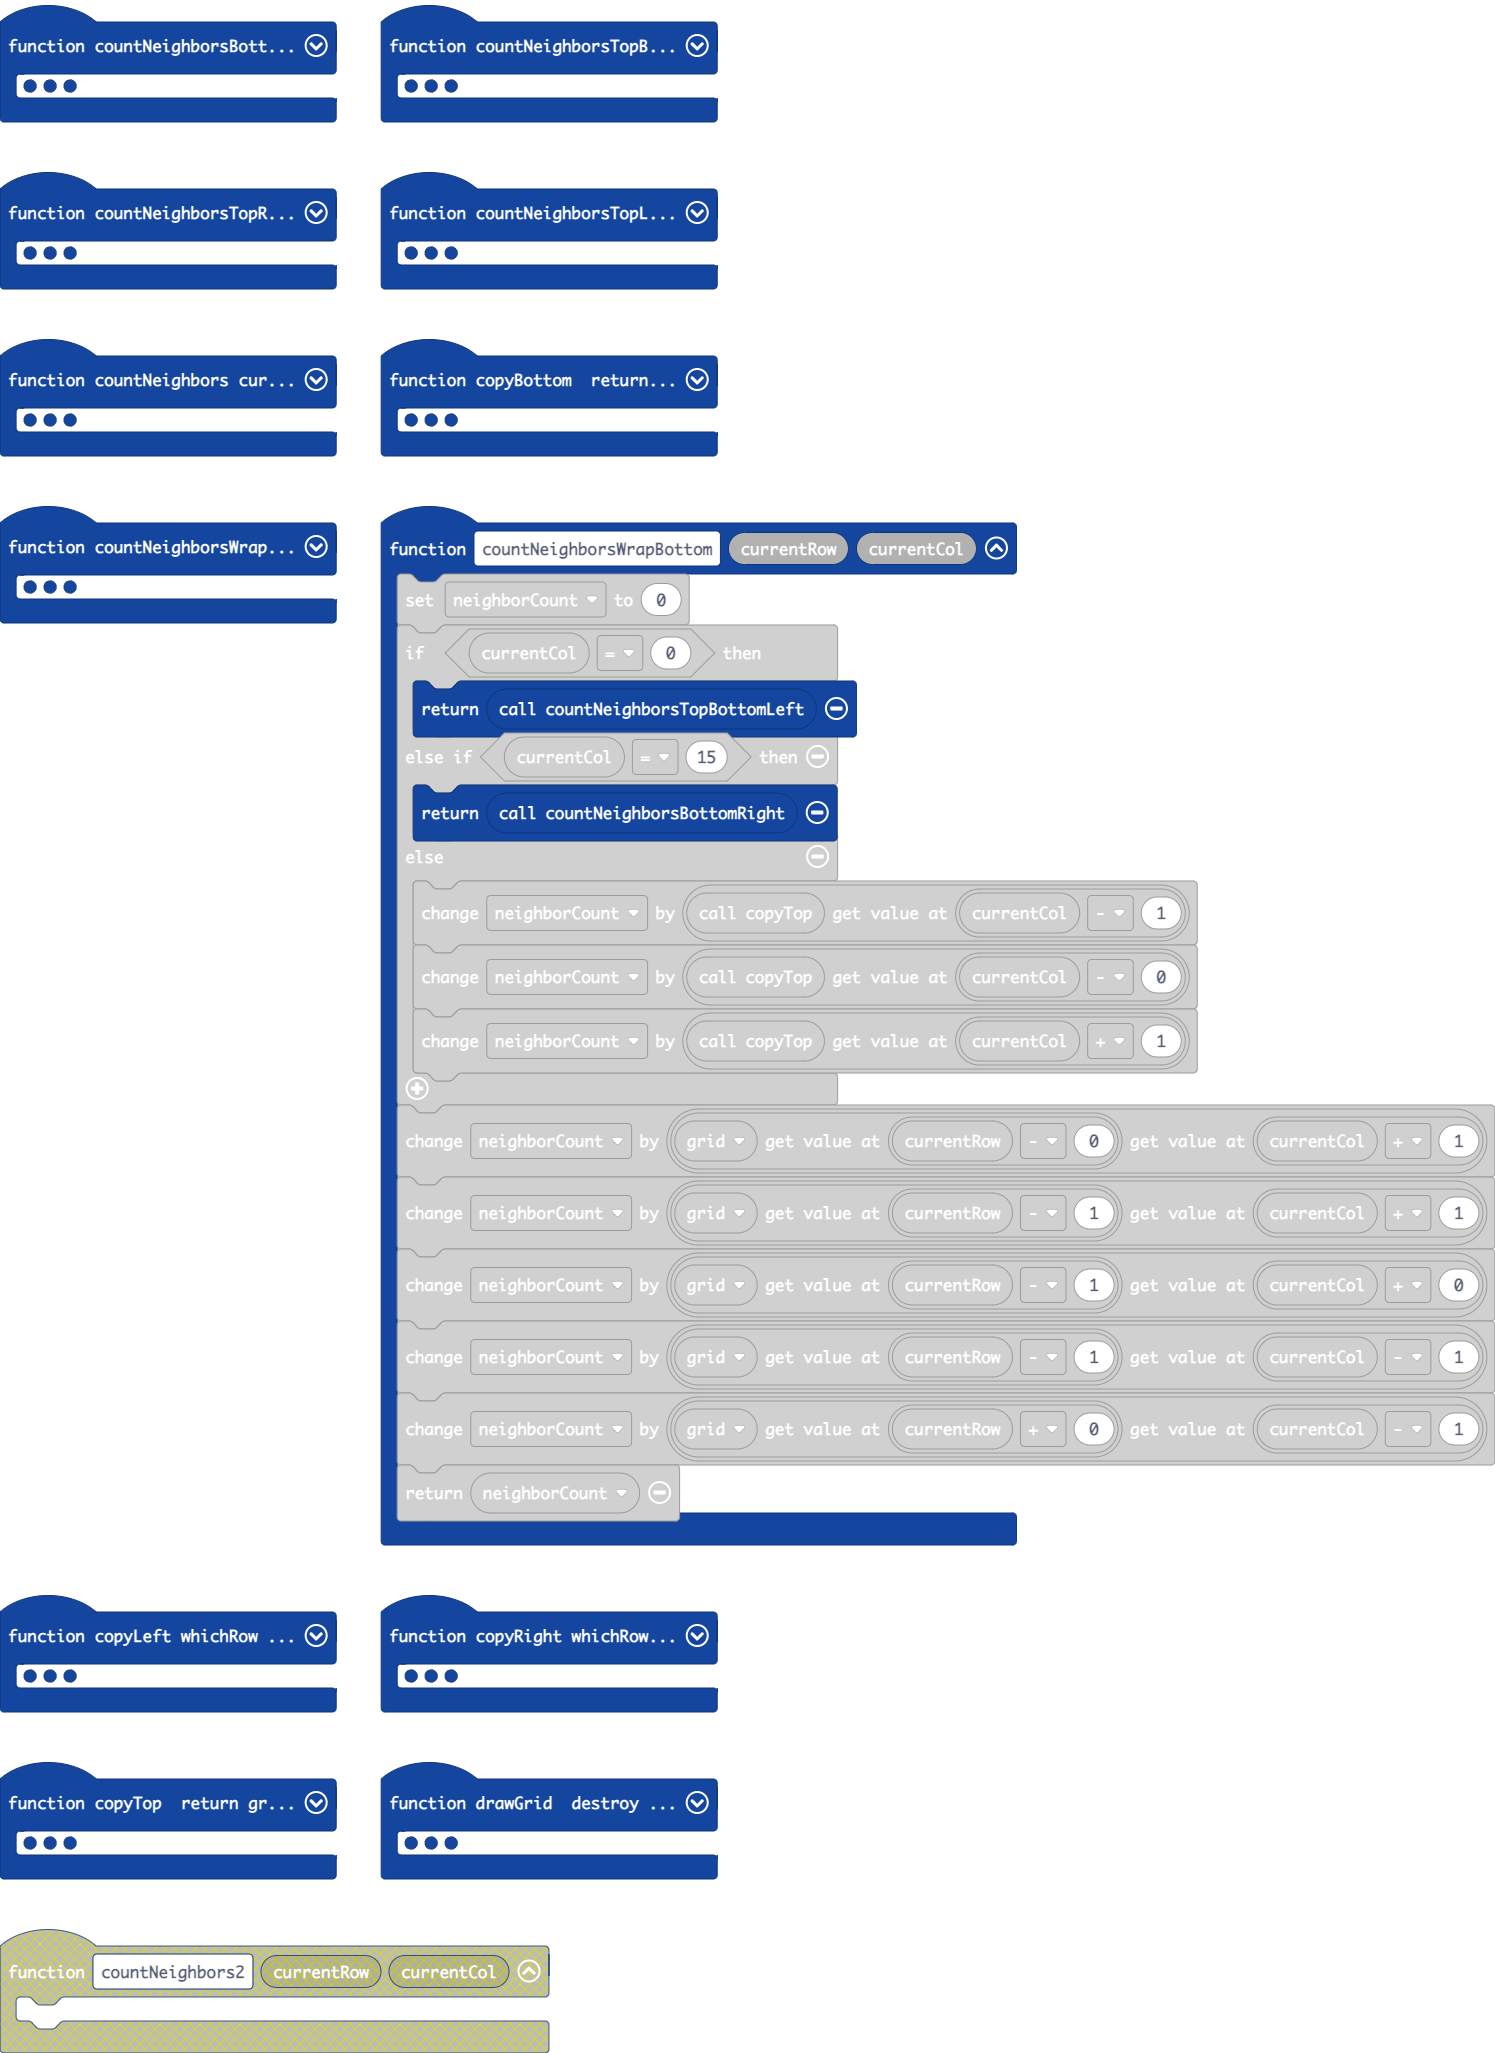 function countNeighborsBott...
function countNeighborsTopB...
function countNeighborsTopR...
function countNeighborsTopL...
function countNeighbors cur...
function copyBottom return...
function countNeighborsWrap...
function countNeighborsWrapBottom currentRow currentCol
set neighborCount to 0
if currentCol = 0 then
return call countNeighborsTopBottomLeft
else if currentCol = 15 then
return call countNeighborsBottomRight
else
change neighborCount by call copyTop get value at currentCol - 1
change neighborCount by call copyTop get value at currentCol - 0
change neighborCount by call copyTop get value at currentCol + 1
change neighborCount by grid get value at currentRow - 0 get value at currentCol + 1
change neighborCount by grid get value at currentRow - 1 get value at currentCol + 1
change neighborCount by grid get value at currentRow - 1 get value at currentCol + 0
change neighborCount by grid get value at currentRow - 1 get value at currentCol - 1
change neighborCount by grid get value at currentRow + 0 get value at currentCol - 1
return neighborCount
function copyLeft whichRow ...
function copyRight whichRow...
function copyTop return gr...
function drawGrid destroy ...
function countNeighbors2 currentRow currentCol